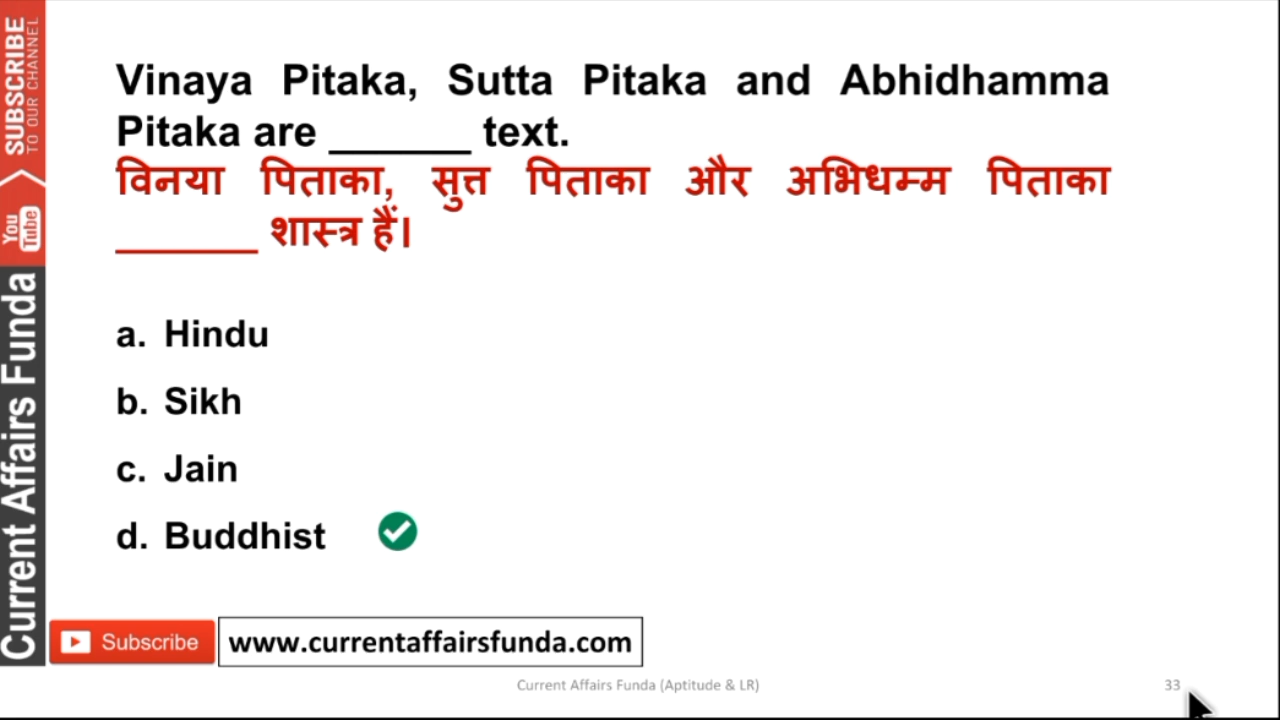 Vinaya Pitaka, Sutta Pitaka and Abhidhamma
Pitaka are ______ text.
विनया पिताका, सुत्त पिताका और अभिधम्म पिताका
______ शास्त्र हैं।
a. Hindu
b. Sikh
c. Jain
d. Buddhist
SUBSCRIBE
TO OUR CHANNEL
You
Tube
Current Affairs Funda
Subscribe
www.currentaffairsfunda.com
Current Affairs Funda (Aptitude & LR)
33